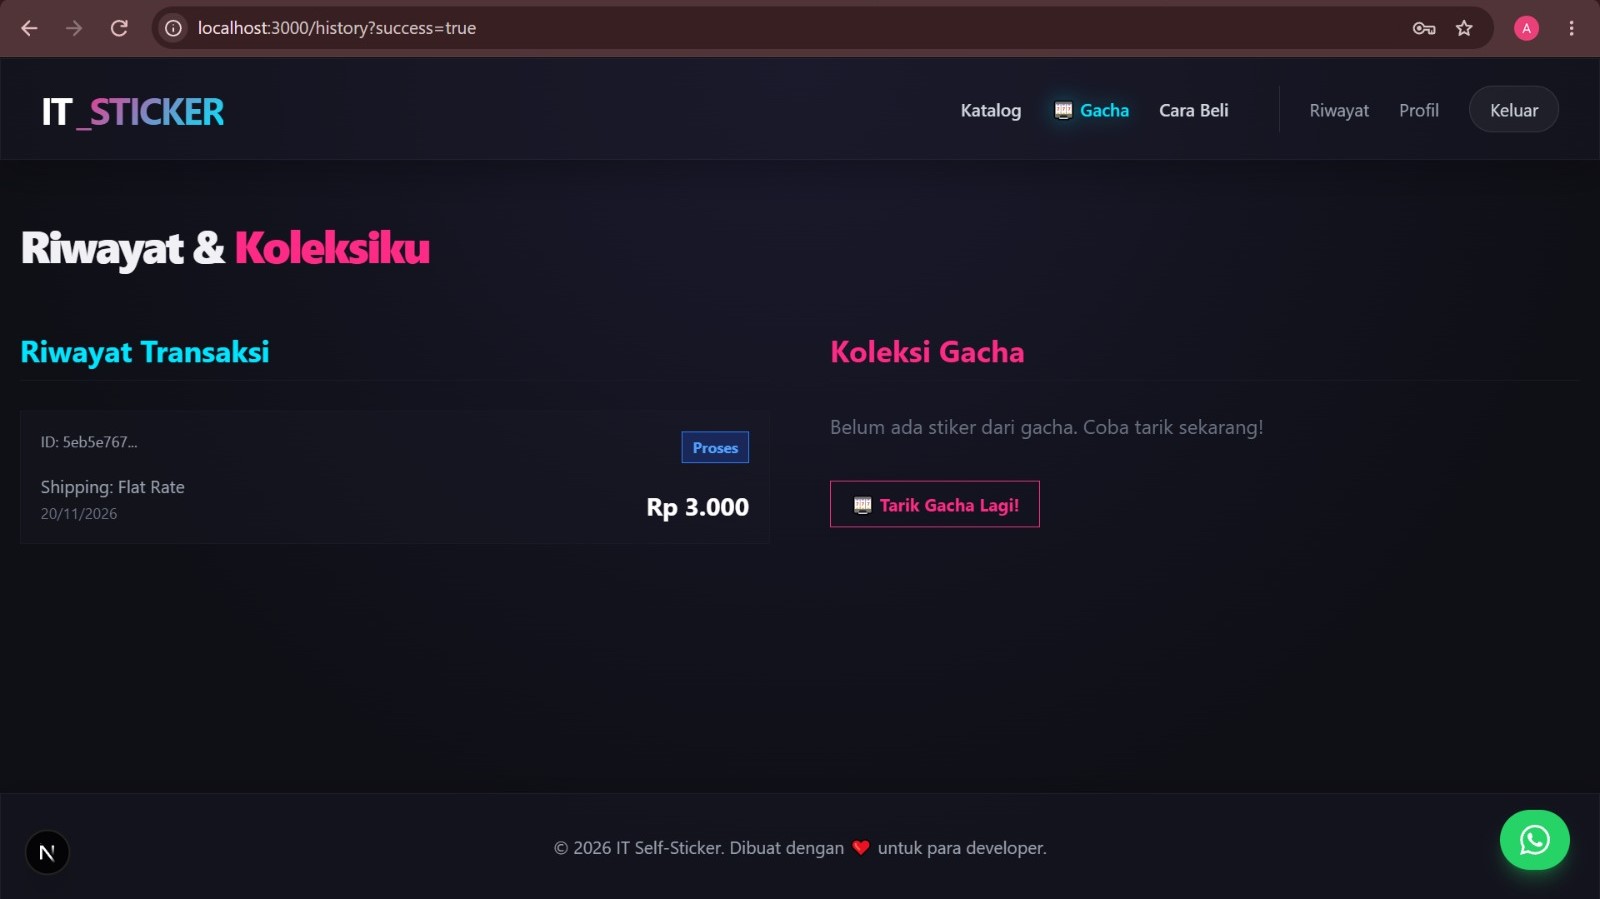 localhost:3000/history?success=true
A
IT_STICKER
Katalog
Gacha
Cara Beli
Riwayat
Profil
Keluar
Riwayat & Koleksiku
Riwayat Transaksi
ID: 5eb5e767...
Proses
Shipping: Flat Rate
20/11/2026
Rp 3.000
Koleksi Gacha
Belum ada stiker dari gacha. Coba tarik sekarang!
Tarik Gacha Lagi!
N
© 2026 IT Self-Sticker. Dibuat dengan ❤️ untuk para developer.